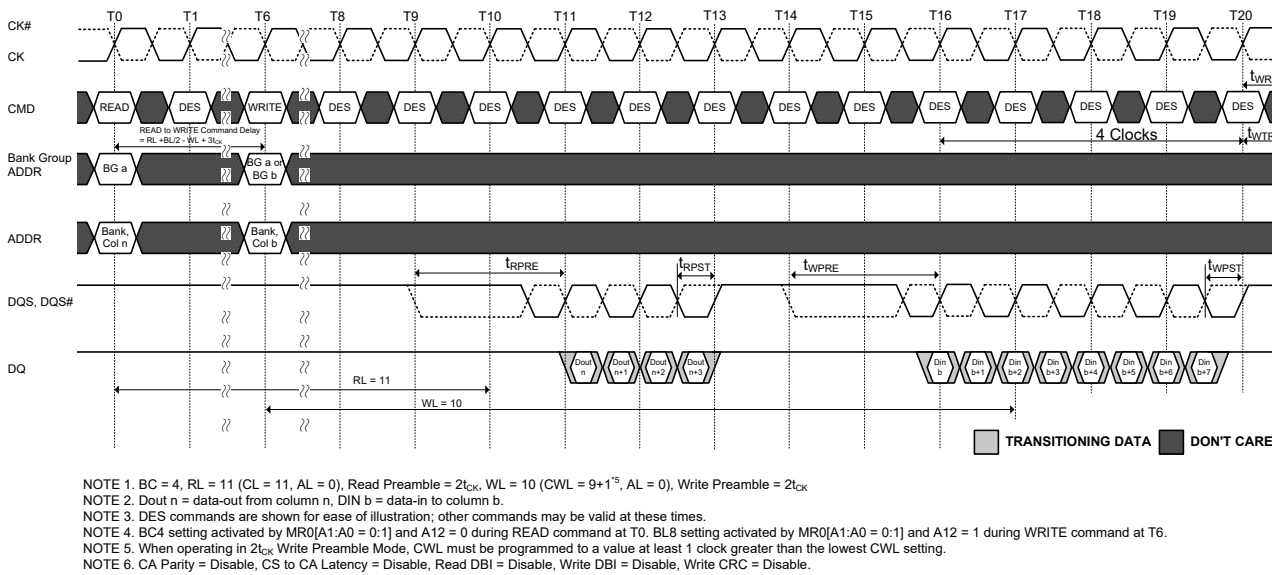 T0 T1 T6 T8 T9 T10 T11 T12 T13 T14 T15 T16 T17 T18 T19 T20
CK#
CK
tWR
CMD READ DES WRITE DES DES DES DES DES DES DES DES DES DES DES DES DES
READ to WRITE Command Delay
= RL +BL/2 - WL + 3tCK
4 Clocks tWTR
Bank Group
ADDR
BG a
BG a or
BG b
ADDR
Bank,
Col n
Bank,
Col b
tRPRE tRPST tWPRE tWPST
DQS, DQS#
DQ
Dout
n
Dout
n+1
Dout
n+2
Dout
n+3
Din
b
Din
b+1
Din
b+2
Din
b+3
Din
b+4
Din
b+5
Din
b+6
Din
b+7
RL = 11
WL = 10
TRANSITIONING DATA DON'T CARE
NOTE 1. BC = 4, RL = 11 (CL = 11, AL = 0), Read Preamble = 2tCK, WL = 10 (CWL = 9+1*5, AL = 0), Write Preamble = 2tCK
NOTE 2. Dout n = data-out from column n, DIN b = data-in to column b.
NOTE 3. DES commands are shown for ease of illustration; other commands may be valid at these times.
NOTE 4. BC4 setting activated by MR0[A1:A0 = 0:1] and A12 = 0 during READ command at T0. BL8 setting activated by MR0[A1:A0 = 0:1] and A12 = 1 during WRITE command at T6.
NOTE 5. When operating in 2tCK Write Preamble Mode, CWL must be programmed to a value at least 1 clock greater than the lowest CWL setting.
NOTE 6. CA Parity = Disable, CS to CA Latency = Disable, Read DBI = Disable, Write DBI = Disable, Write CRC = Disable.